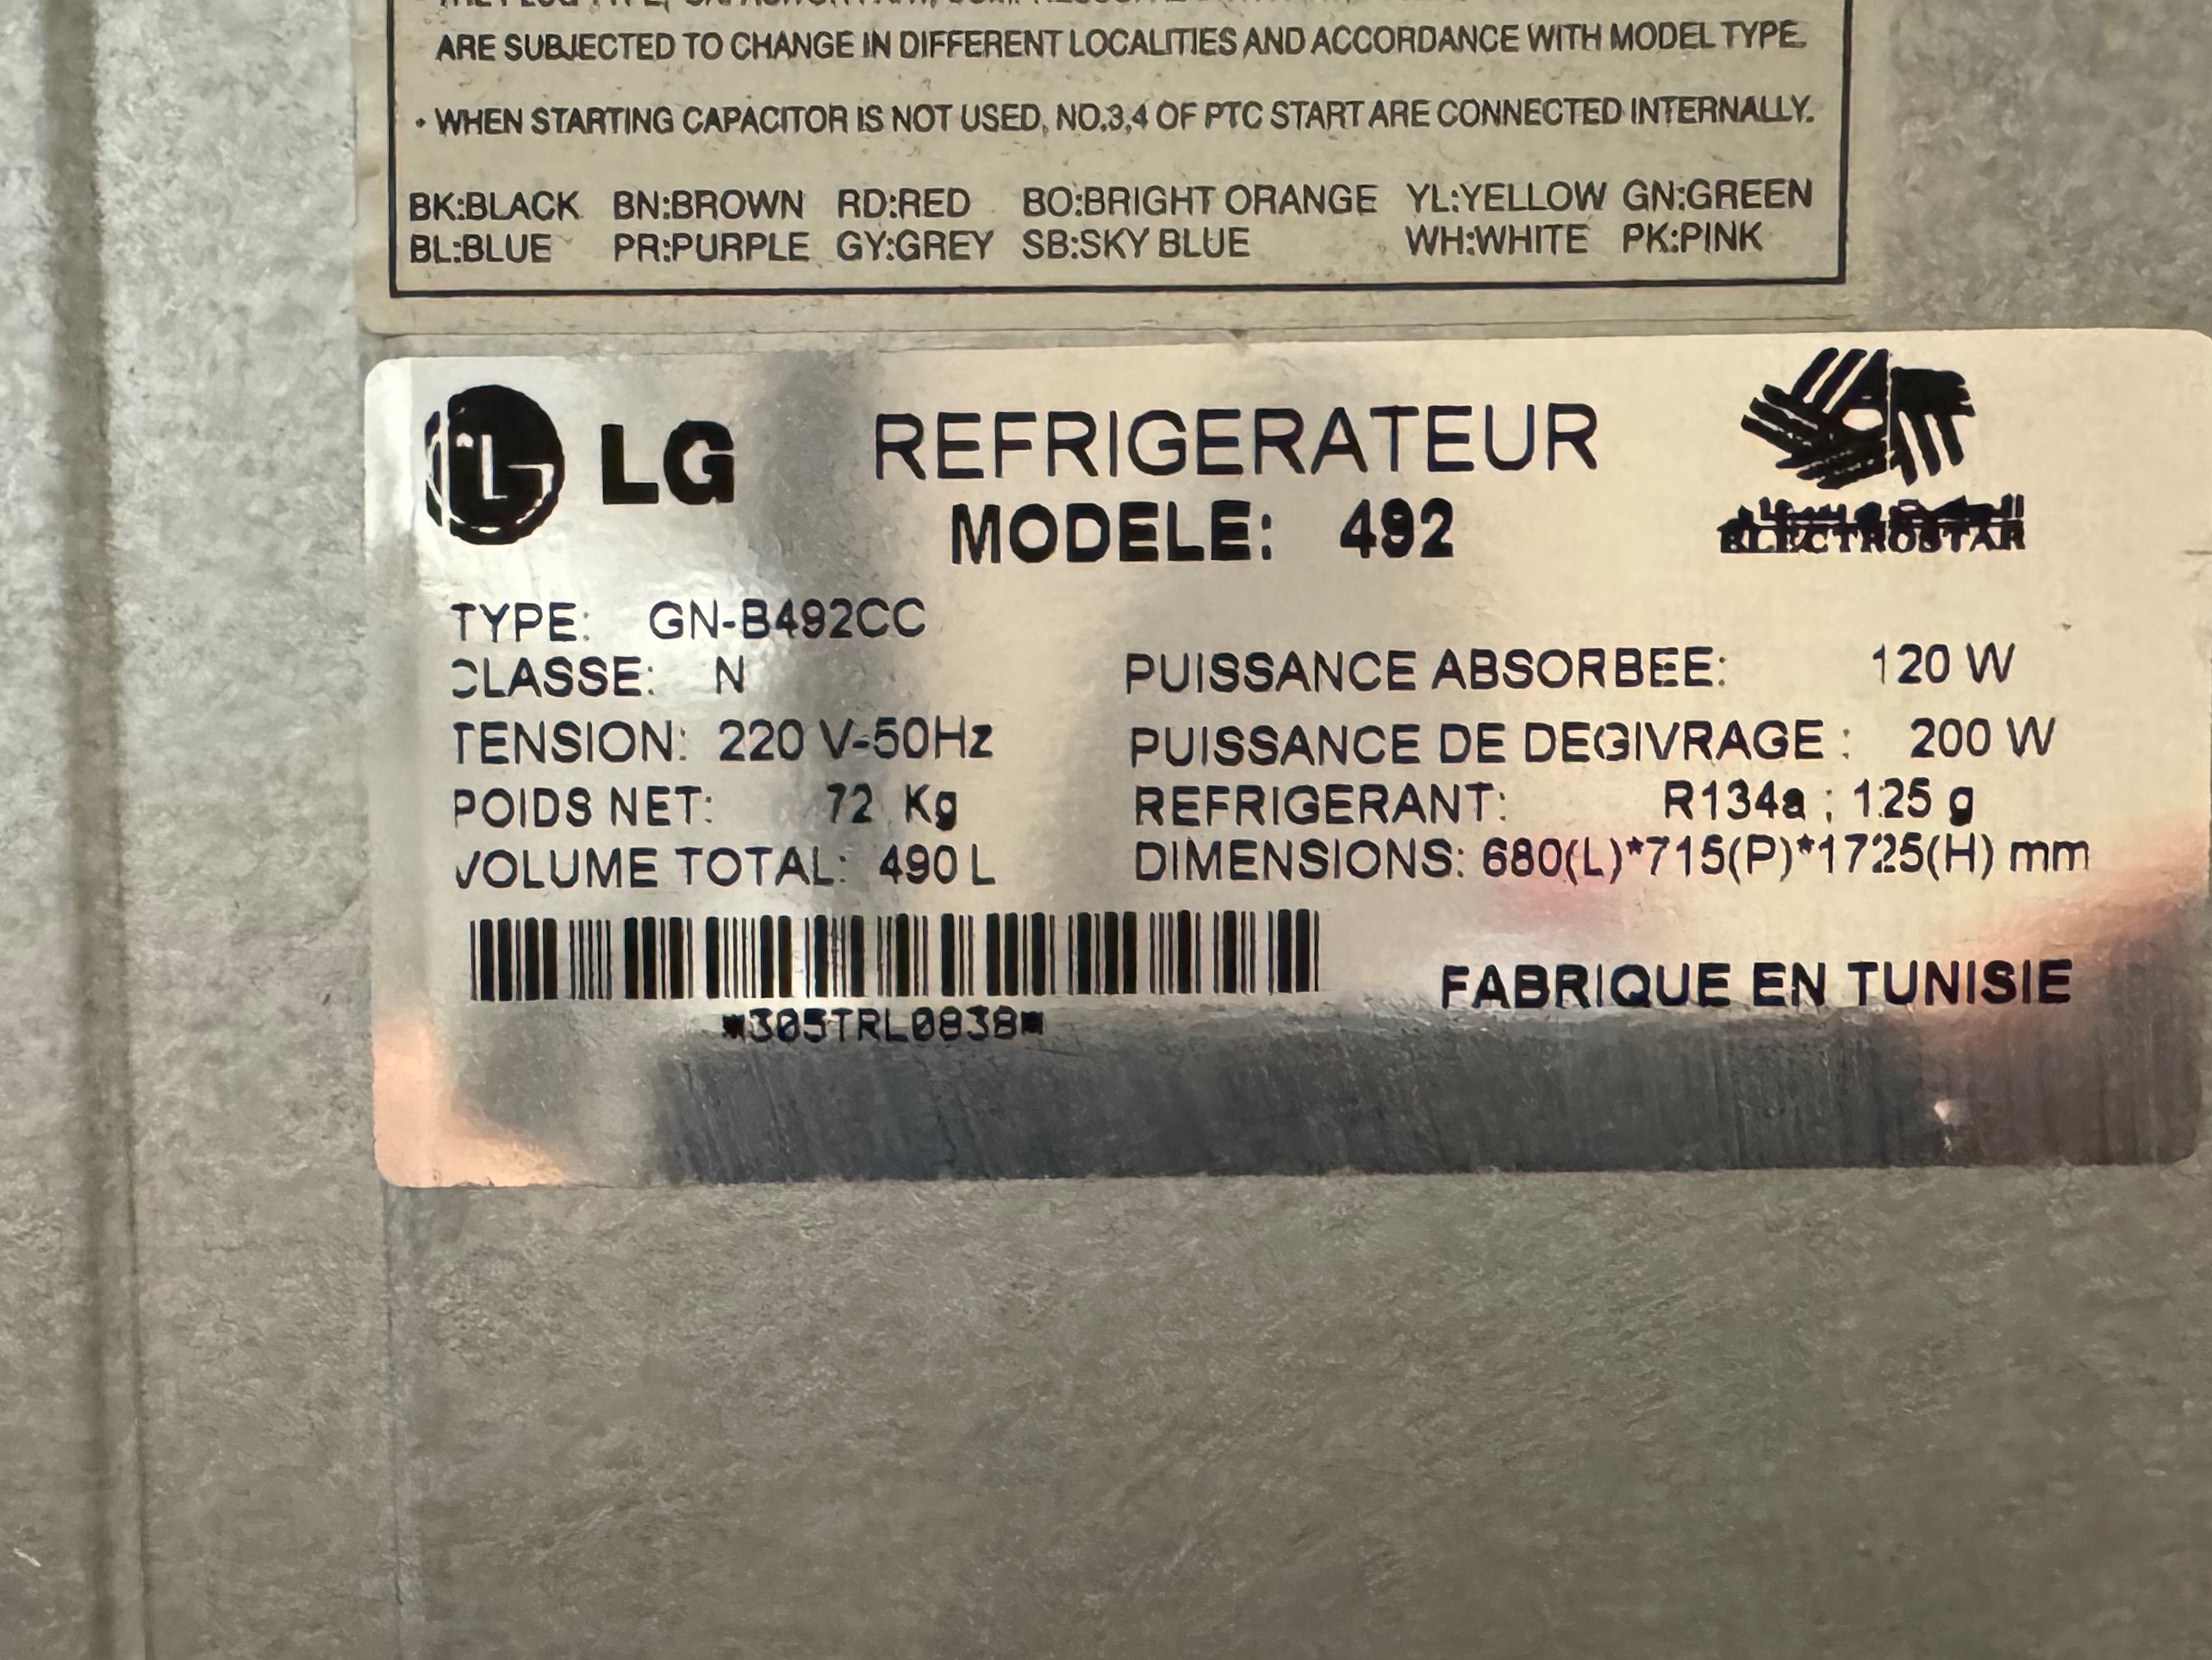 ARE SUBJECTED TO CHANGE IN DIFFERENT LOCALITIES AND ACCORDANCE WITH MODEL TYPE.
• WHEN STARTING CAPACITOR IS NOT USED, NO.3,4 OF PTC START ARE CONNECTED INTERNALLY.
BK:BLACK BN:BROWN RD:RED BO:BRIGHT ORANGE YL:YELLOW GN:GREEN
BL:BLUE PR:PURPLE GY:GREY SB:SKY BLUE WH:WHITE PK:PINK
LG REFRIGERATEUR
MODELE: 492
ELECTROSTAR
TYPE: GN-B492CC
CLASSE: N PUISSANCE ABSORBEE: 120 W
TENSION: 220 V-50Hz PUISSANCE DE DEGIVRAGE : 200 W
POIDS NET: 72 Kg REFRIGERANT: R134a ; 125 g
VOLUME TOTAL: 490 L DIMENSIONS: 680(L)*715(P)*1725(H) mm
FABRIQUE EN TUNISIE
*305TRL0838*